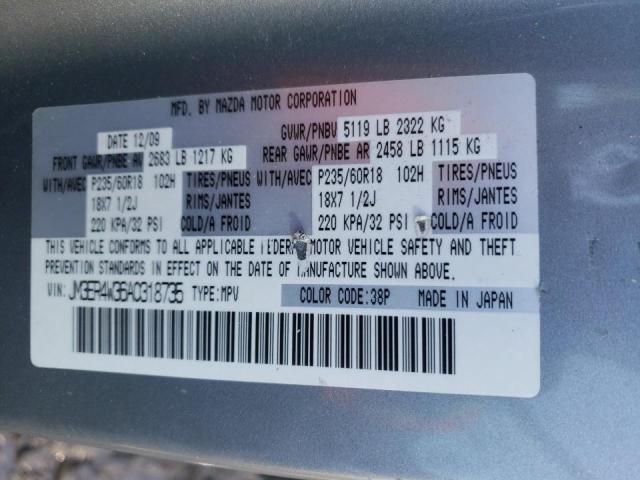 MFD. BY MAZDA MOTOR CORPORATION
DATE 12/09 GVWR/PNBV 5119 LB 2322 KG
FRONT GAWR/PNBE AV 2683 LB 1217 KG REAR GAWR/PNBE AR 2458 LB 1115 KG
WITH/AVEC P235/60R18 102H TIRES/PNEUS WITH/AVEC P235/60R18 102H TIRES/PNEUS
18X7 1/2J RIMS/JANTES 18X7 1/2J RIMS/JANTES
220 KPA/32 PSI COLD/A FROID 220 KPA/32 PSI COLD/A FROID
THIS VEHICLE CONFORMS TO ALL APPLICABLE MOTOR VEHICLE SAFETY AND THEFT
PREVENTION STANDARDS IN EFFECT ON THE DATE OF MANUFACTURE SHOWN ABOVE.
VIN: JM3ER4W36A0318735 TYPE:MPV COLOR CODE:38P MADE IN JAPAN